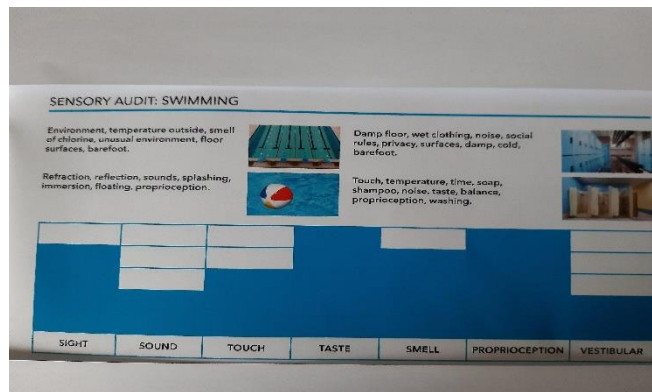 SENSORY AUDIT: SWIMMING
Environment, temperature outside, smell
of chlorine, unusual environment, floor
surfaces, barefoot.
Refraction, reflection, sounds, splashing,
immersion, floating, proprioception.
Damp floor, wet clothing, noise, social
rules, privacy, surfaces, damp, cold,
barefoot.
Touch, temperature, time, soap,
shampoo, noise, taste, balance,
proprioception, washing.
SIGHT
SOUND
TOUCH
TASTE
SMELL
PROPRIOCEPTION
VESTIBULAR